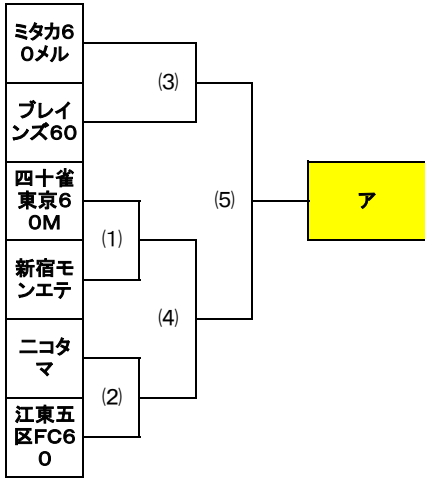 ミタカ6
0メル
ブレイ
ンズ60
四十雀
東京6
0M
新宿モ
ンエテ
ニコタ
マ
江東五
区FC6
0
⑶
⑴
⑸
⑷
⑵
ア